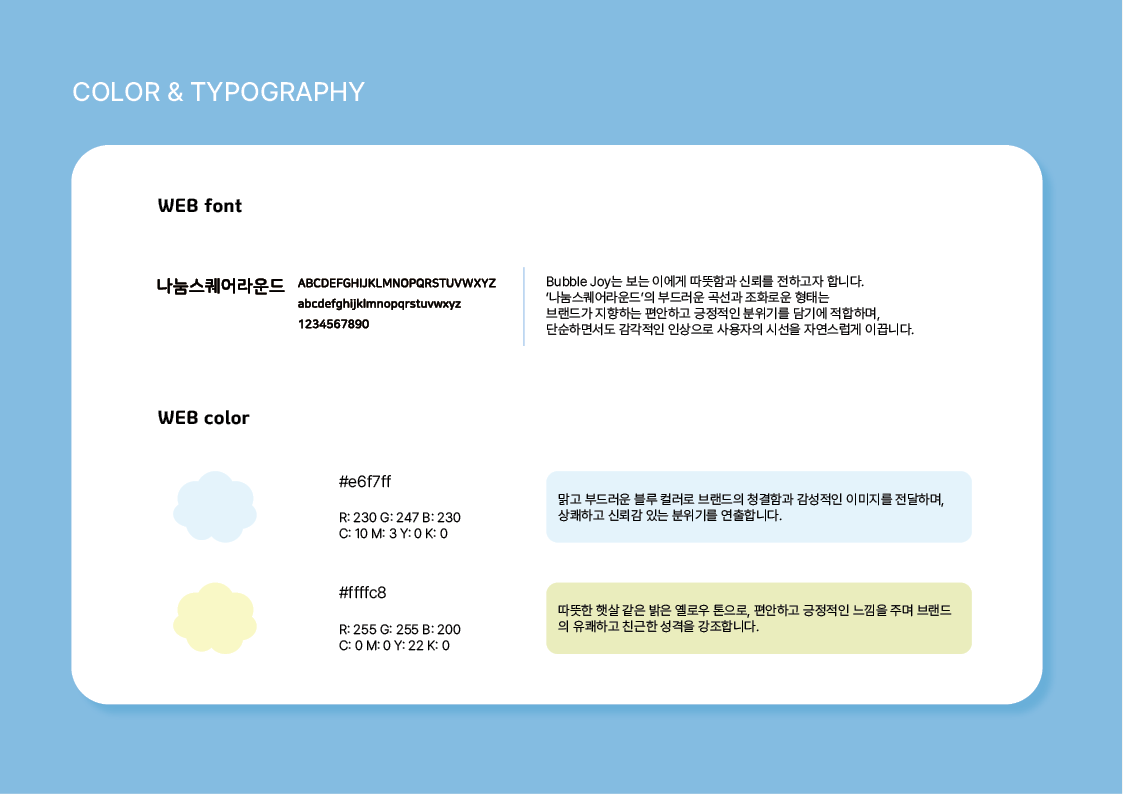 COLOR & TYPOGRAPHY
WEB font
나눔스퀘어라운드
ABCDEFGHIJKLMNOPQRSTUVWXYZ
abcdefghijklmnopqrstuvwxyz
1234567890
Bubble Joy는 보는 이에게 따뜻함과 신뢰를 전하고자 합니다.
'나눔스퀘어라운드'의 부드러운 곡선과 조화로운 형태는
브랜드가 지향하는 편안하고 긍정적인 분위기를 담기에 적합하며,
단순하면서도 감각적인 인상으로 사용자의 시선을 자연스럽게 이끕니다.
WEB color
#e6f7ff
R: 230 G: 247 B: 230
C: 10 M: 3 Y: 0 K: 0
맑고 부드러운 블루 컬러로 브랜드의 청결함과 감성적인 이미지를 전달하며,
상쾌하고 신뢰감 있는 분위기를 연출합니다.
#ffffc8
R: 255 G: 255 B: 200
C: 0 M: 0 Y: 22 K: 0
따뜻한 햇살 같은 밝은 옐로우 톤으로, 편안하고 긍정적인 느낌을 주며 브랜드
의 유쾌하고 친근한 성격을 강조합니다.